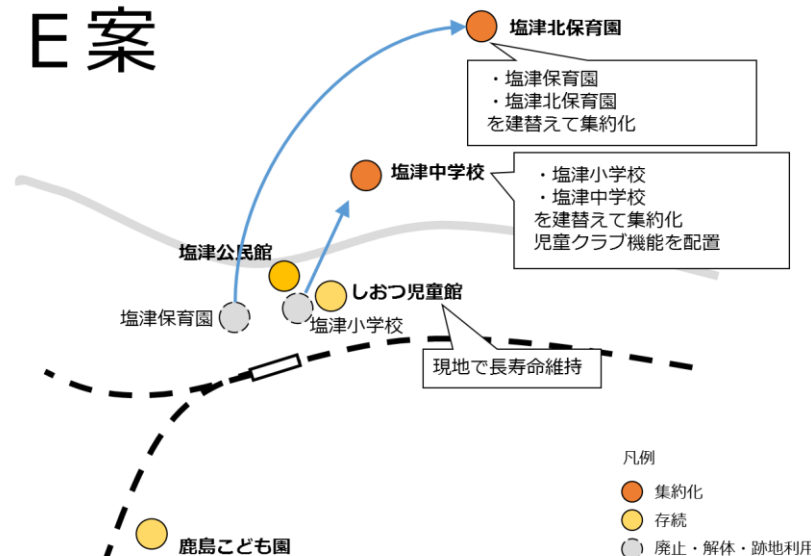 E案
塩津北保育園
・塩津保育園
・塩津北保育園
を建替えて集約化
塩津中学校
・塩津小学校
・塩津中学校
を建替えて集約化
児童クラブ機能を配置
塩津公民館
しおつ児童館
塩津保育園
塩津小学校
現地で長寿命維持
鹿島こども園
凡例
集約化
存続
廃止・解体・跡地利用